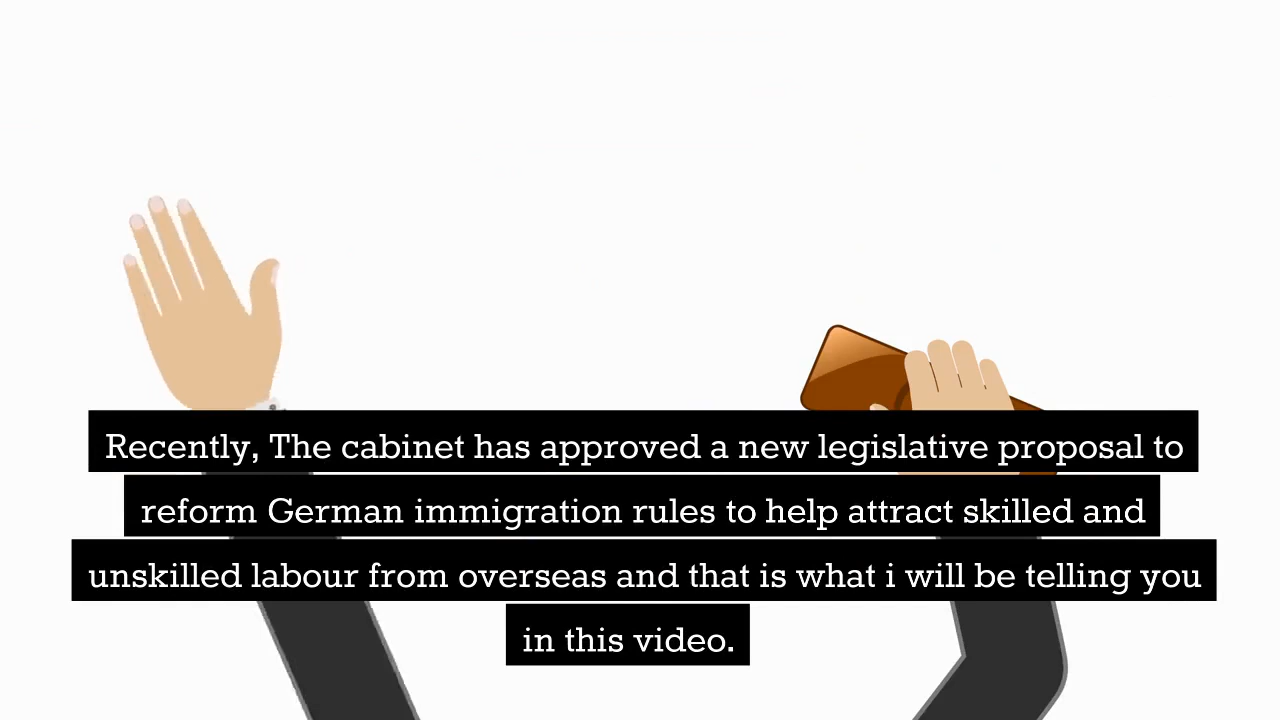 Recently, The cabinet has approved a new legislative proposal to
reform German immigration rules to help attract skilled and
unskilled labour from overseas and that is what i will be telling you
in this video.